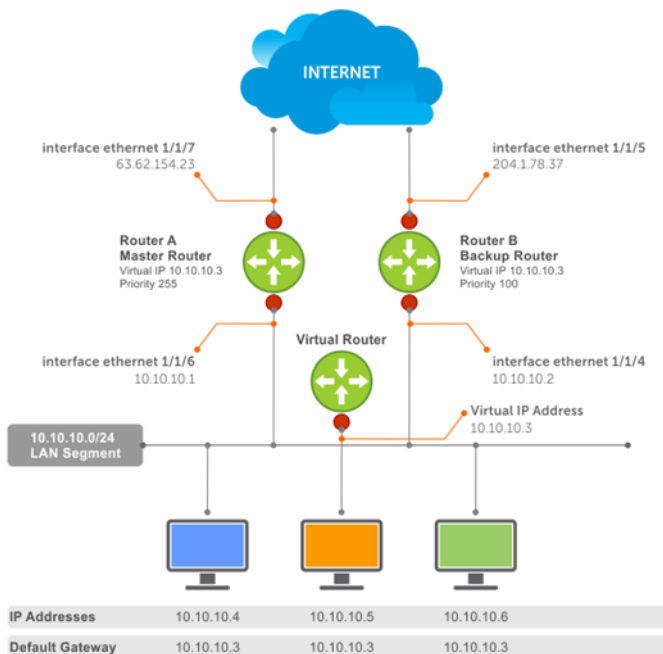 INTERNET
interface ethernet 1/1/7
63.62.154.23
interface ethernet 1/1/5
204.1.78.37
Router A
Master Router
Virtual IP 10.10.10.3
Priority 255
Router B
Backup Router
Virtual IP 10.10.10.3
Priority 100
interface ethernet 1/1/6
10.10.10.1
Virtual Router
interface ethernet 1/1/4
10.10.10.2
Virtual IP Address
10.10.10.3
10.10.10.0/24
LAN Segment
IP Addresses 10.10.10.4 10.10.10.5 10.10.10.6
Default Gateway 10.10.10.3 10.10.10.3 10.10.10.3